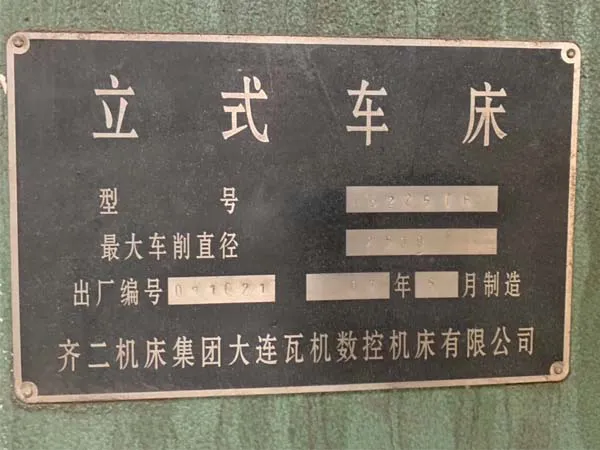 立式车床
型号
最大车削直径
出厂编号 年 月制造
齐二机床集团大连瓦机数控机床有限公司